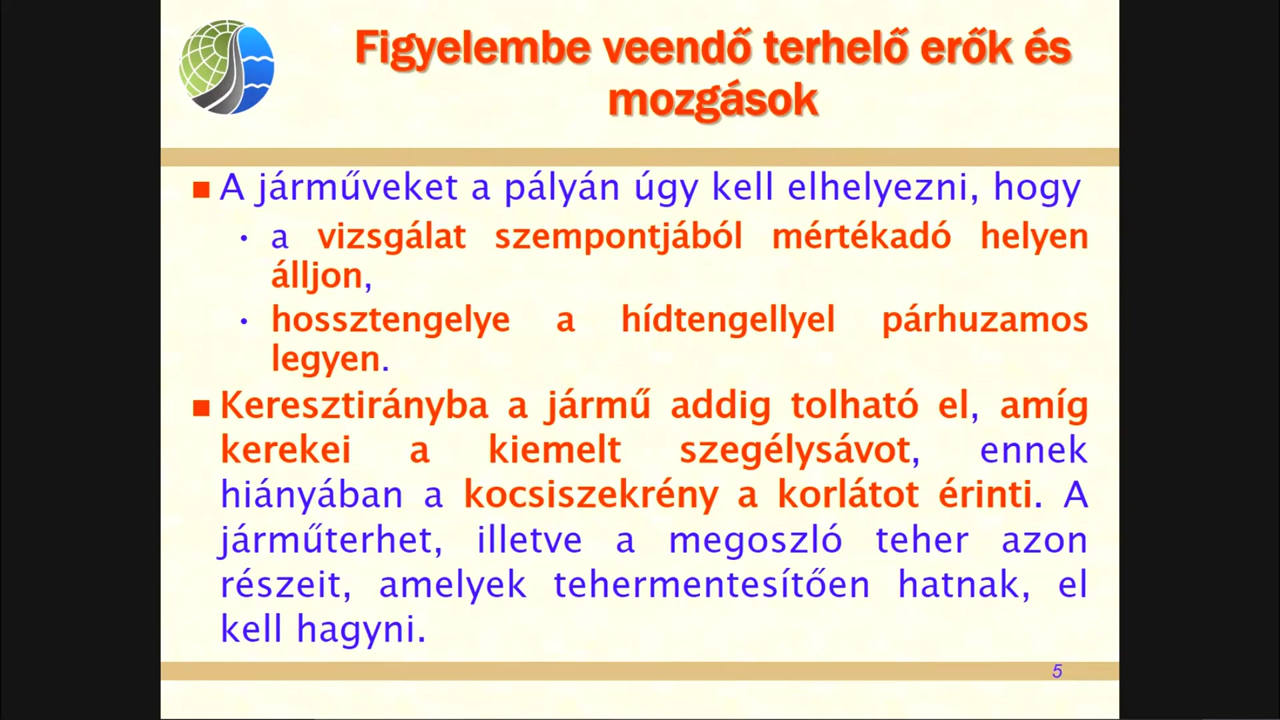 Figyelembe veendő terhelő erők és
mozgások
A járműveket a pályán úgy kell elhelyezni, hogy
• a vizsgálat szempontjából mértékadó helyen
álljon,
• hossztengelye a hídtengellyel párhuzamos
legyen.
Keresztirányba a jármű addig tolható el, amíg
kerekei a kiemelt szegélysávot, ennek
hiányában a kocsiszekrény a korlátot érinti. A
járműterhet, illetve a megoszló teher azon
részeit, amelyek tehermentesítően hatnak, el
kell hagyni.
5